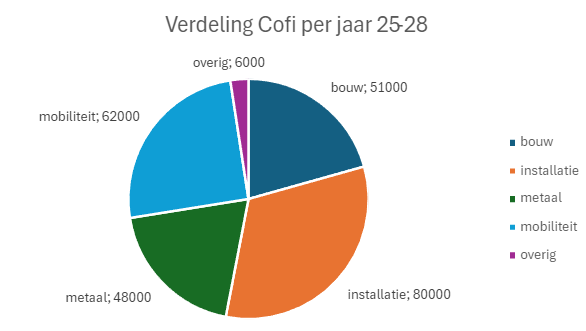 Verdeling Cofi per jaar 25-28
overig; 6000
bouw; 51000
mobiliteit; 62000
metaal; 48000
installatie; 80000
bouw
installatie
metaal
mobiliteit
overig